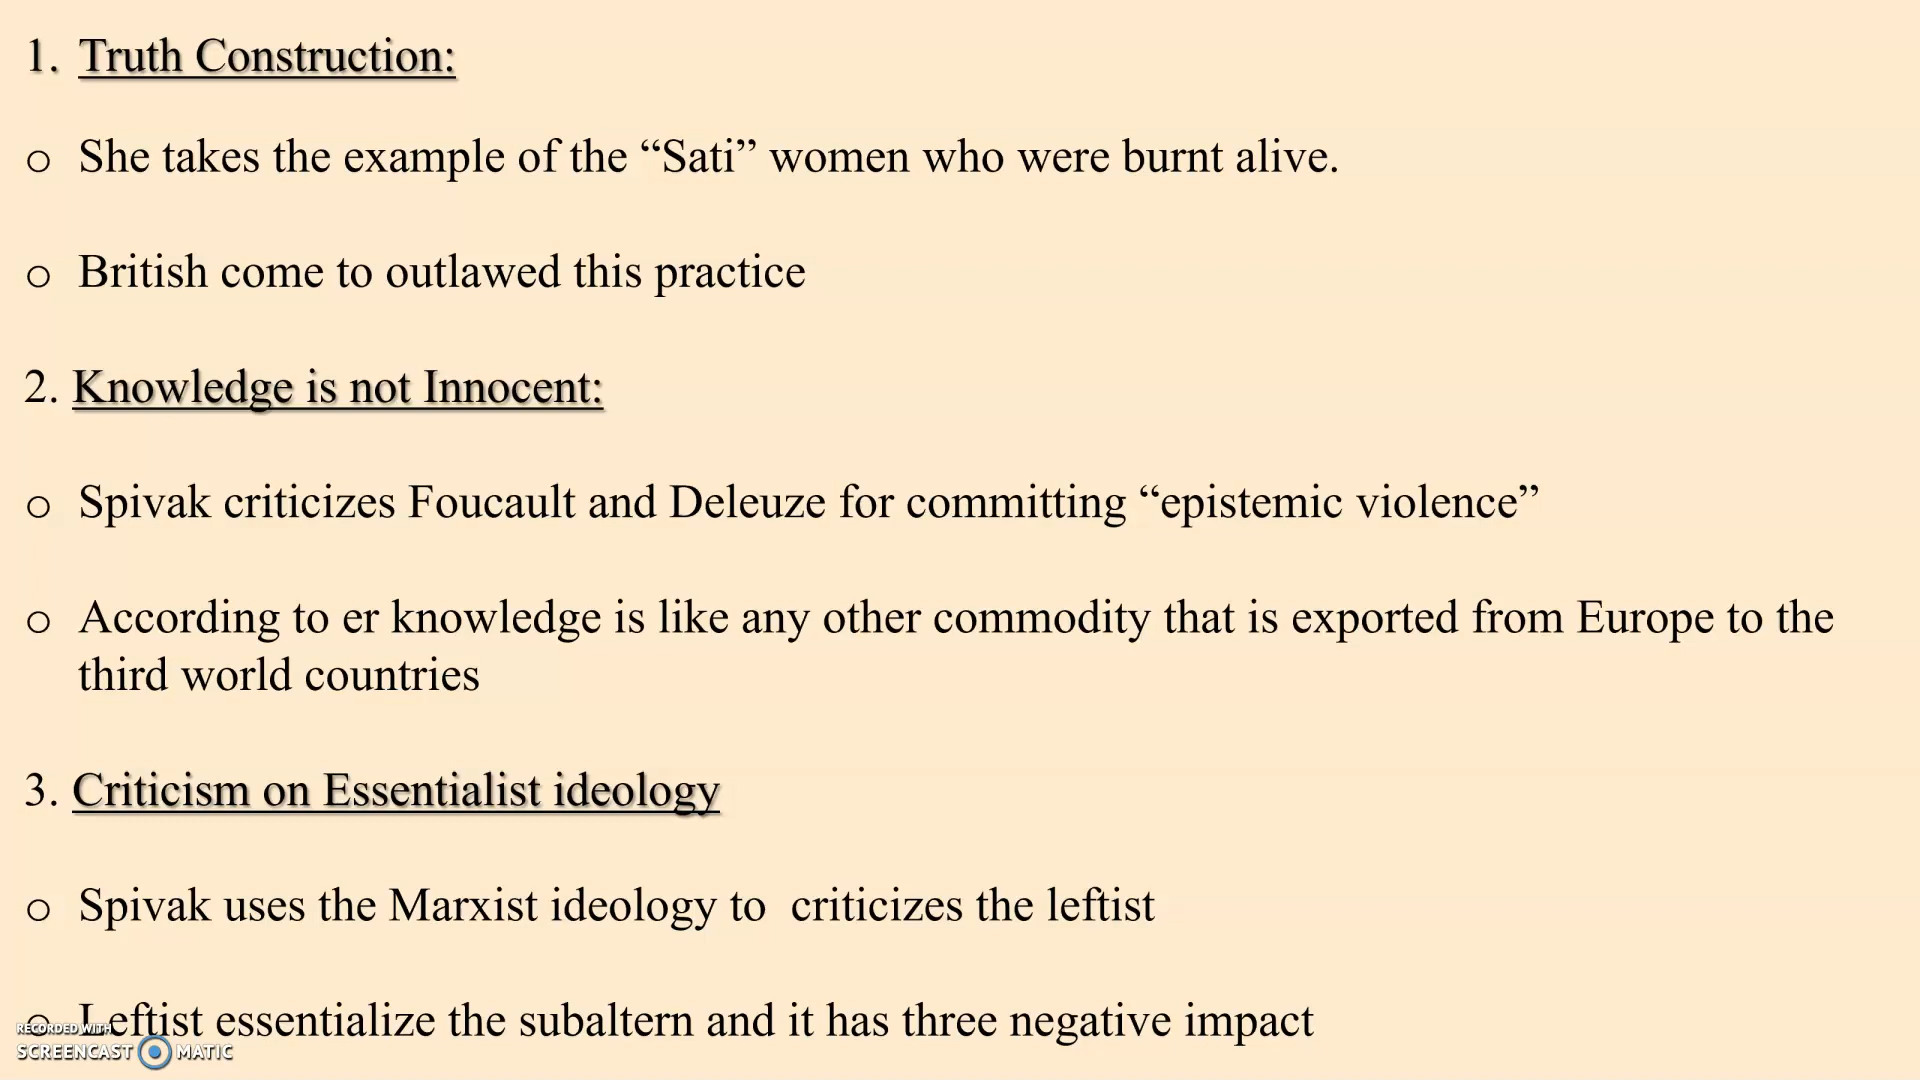 1. Truth Construction:
o She takes the example of the “Sati” women who were burnt alive.
o British come to outlawed this practice
2. Knowledge is not Innocent:
o Spivak criticizes Foucault and Deleuze for committing “epistemic violence”
o According to er knowledge is like any other commodity that is exported from Europe to the
third world countries
3. Criticism on Essentialist ideology
o Spivak uses the Marxist ideology to  criticizes the leftist
o Leftist essentialize the subaltern and it has three negative impact
RECORDED WITH
SCREENCAST MATIC